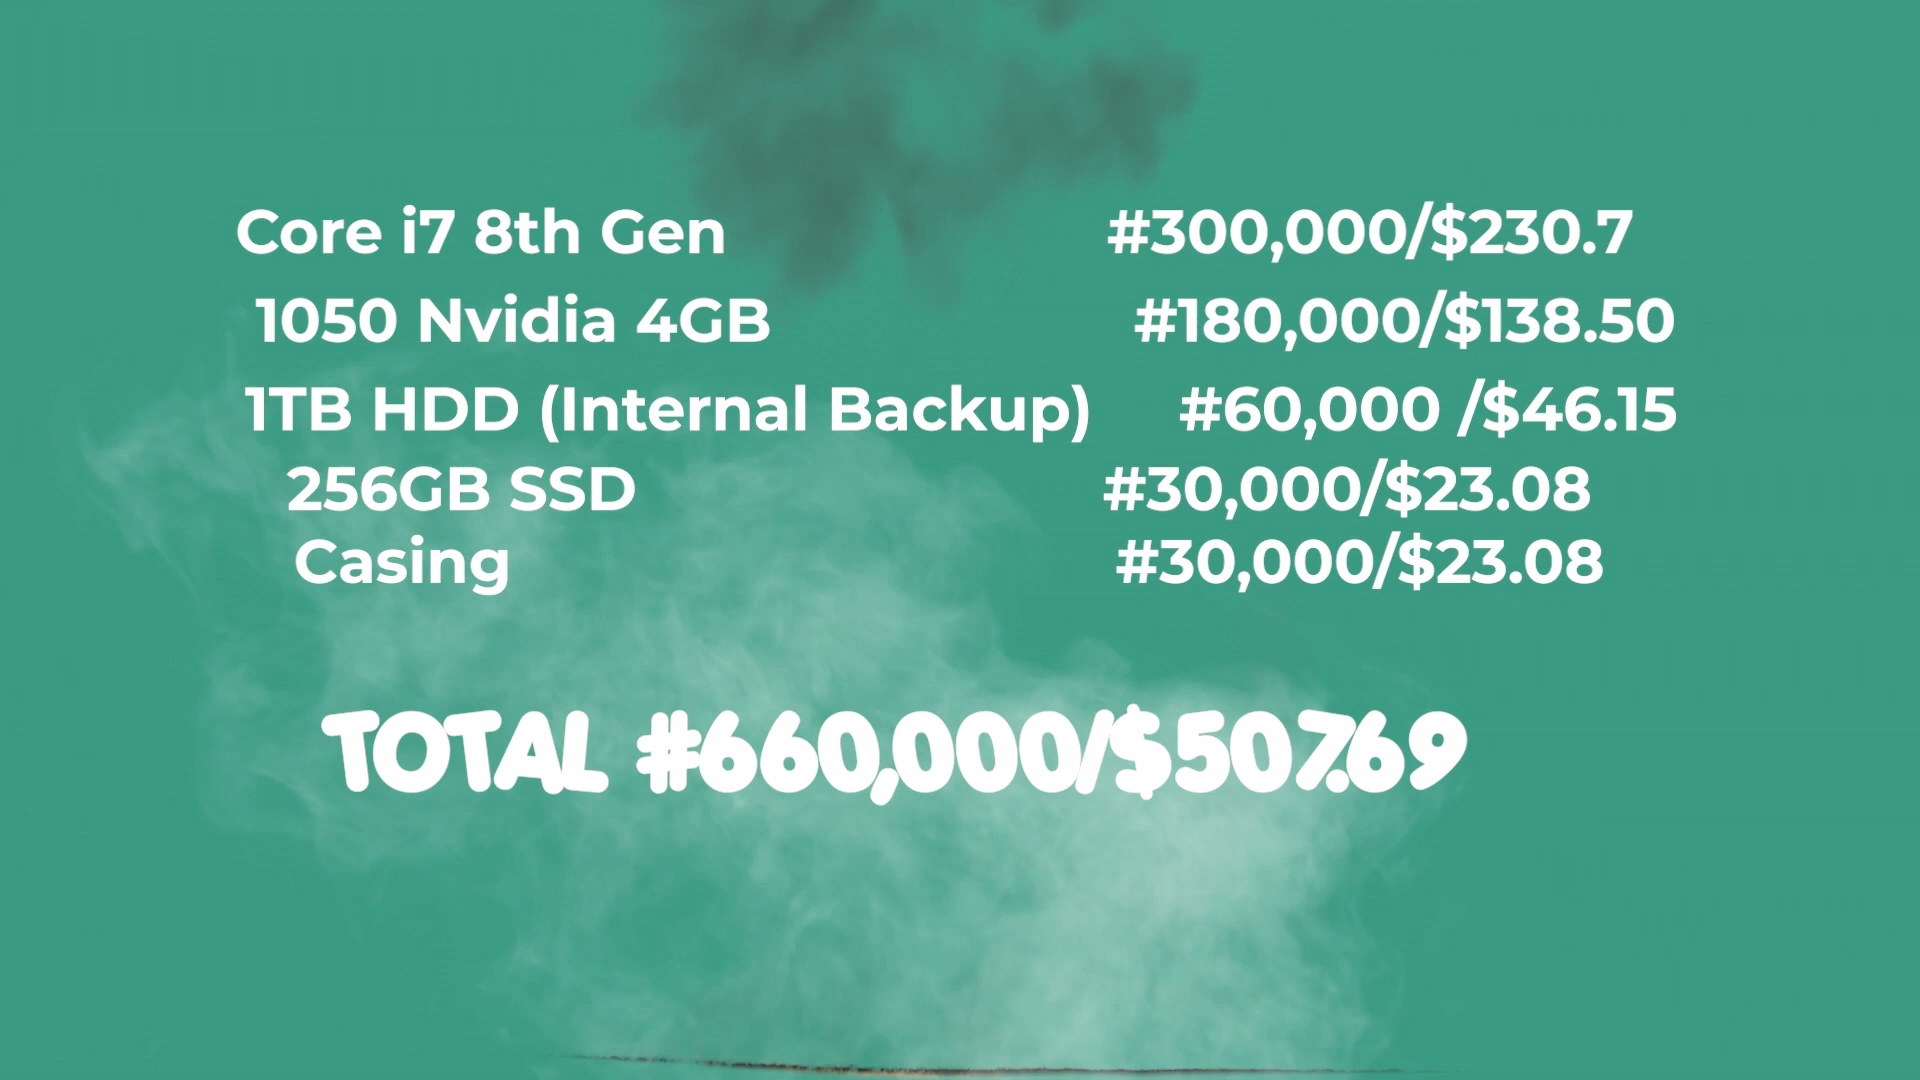 Core i7 8th Gen #300,000/$230.7
1050 Nvidia 4GB #180,000/$138.50
1TB HDD (Internal Backup) #60,000 /$46.15
256GB SSD #30,000/$23.08
Casing #30,000/$23.08
TOTAL #660,000/$507.69